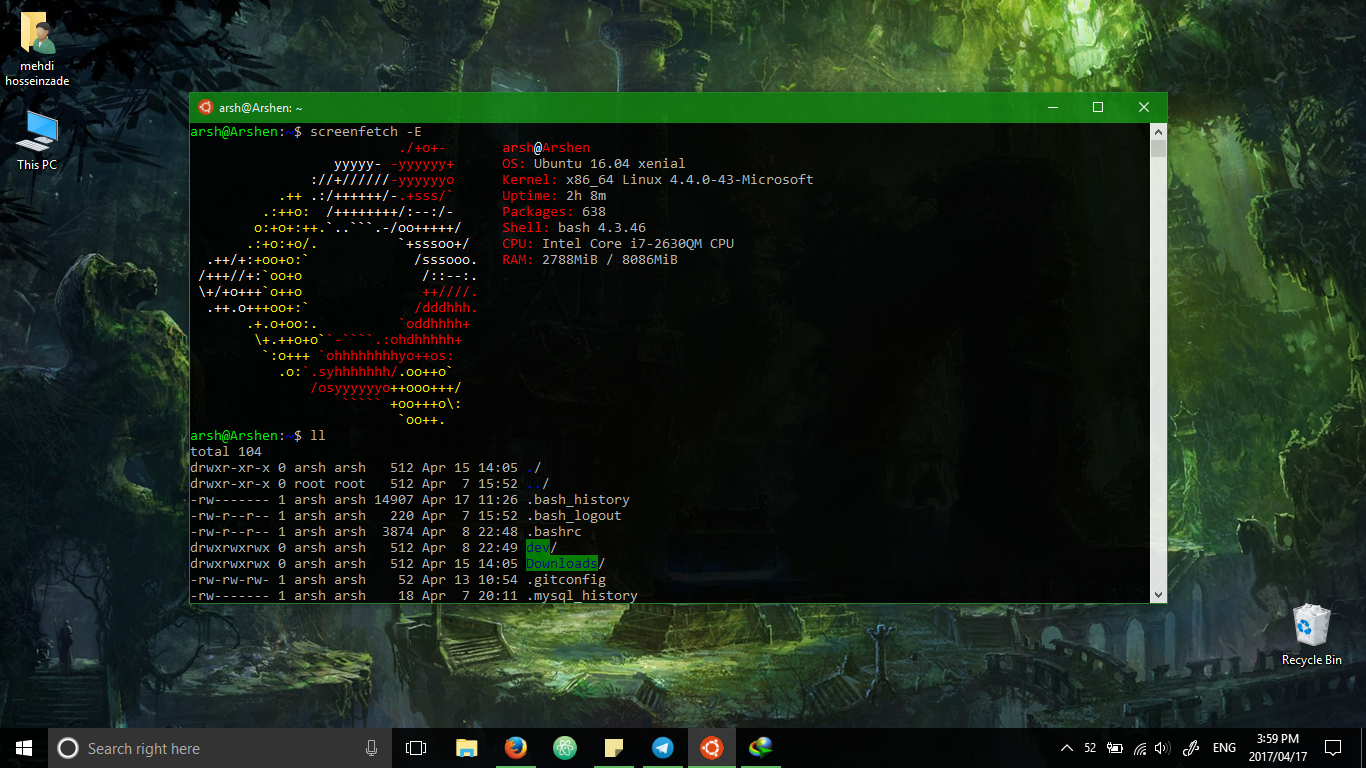 mehdi
hosseinzade
This PC
arsh@Arshen: ~
arsh@Arshen:~$ screenfetch -E
                          ./+o+-       arsh@Arshen
                  yyyyy- -yyyyyy+      OS: Ubuntu 16.04 xenial
               ://+//////-yyyyyyo      Kernel: x86_64 Linux 4.4.0-43-Microsoft
           .++ .:/++++++/-.+sss/`      Uptime: 2h 8m
         .:++o:  /++++++++/:--:/-      Packages: 638
        o:+o+:++.`..```.-/oo+++++/     Shell: bash 4.3.46
       .:+o:+o/.          `+sssoo+/    CPU: Intel Core i7-2630QM CPU
  .++/+:+oo+o:`             /sssooo.   RAM: 2788MiB / 8086MiB
 /+++//+:`oo+o               /::--:.
 \+/+o+++`o++o               ++////.
  .++.o+++oo+:`             /dddhhh.
       .+.o+oo:.          `oddhhhh+
        \+.++o+o``-````.:ohdhhhhh+
         `:o+++ `ohhhhhhhhyo++os:
           .o:`.syhhhhhhh/.oo++o`
               /osyyyyyyo++ooo+++/
                   ````` +oo+++o\:
                          `oo++.
arsh@Arshen:~$ ll
total 104
drwxr-xr-x 0 arsh arsh   512 Apr 15 14:05 ./
drwxr-xr-x 0 root root   512 Apr  7 15:52 ../
-rw------- 1 arsh arsh 14907 Apr 17 11:26 .bash_history
-rw-r--r-- 1 arsh arsh   220 Apr  7 15:52 .bash_logout
-rw-r--r-- 1 arsh arsh  3874 Apr  8 22:48 .bashrc
drwxrwxrwx 0 arsh arsh   512 Apr  8 22:49 dev/
drwxrwxrwx 0 arsh arsh   512 Apr 15 14:05 Downloads/
-rw-rw-rw- 1 arsh arsh    52 Apr 13 10:54 .gitconfig
-rw------- 1 arsh arsh    18 Apr  7 20:11 .mysql_history
Recycle Bin
Search right here
52
ENG
3:59 PM
2017/04/17